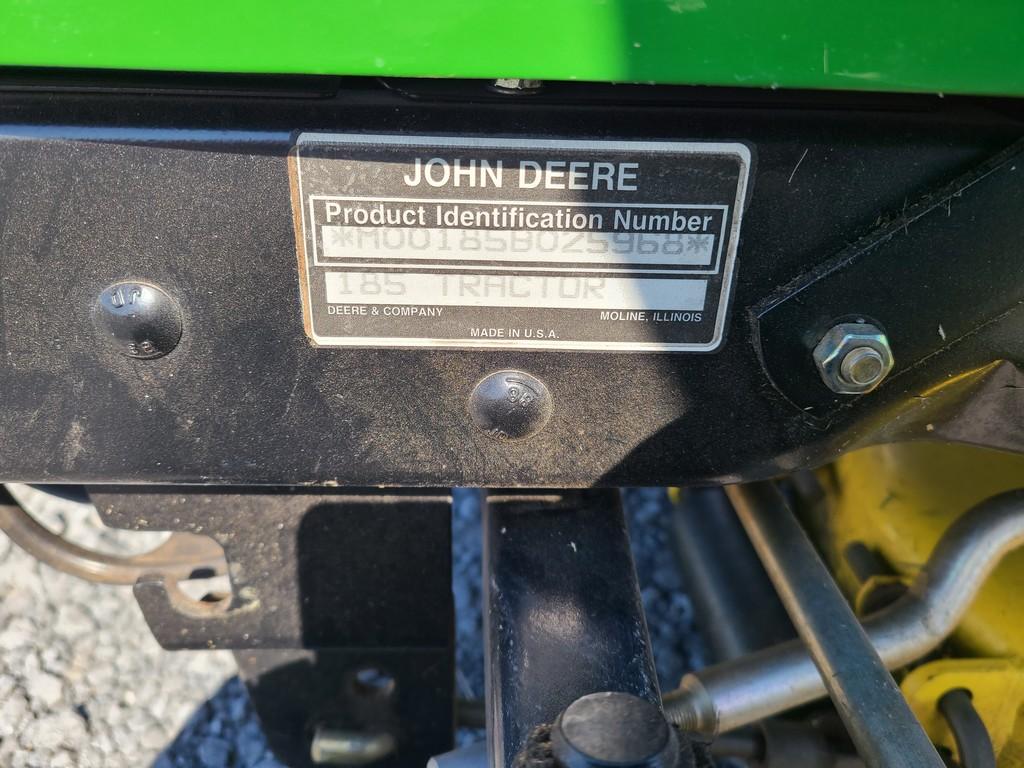 JOHN DEERE
Product Identification Number
*M00185B025968*
185 TRACTOR
DEERE & COMPANY MOLINE, ILLINOIS
MADE IN U.S.A.